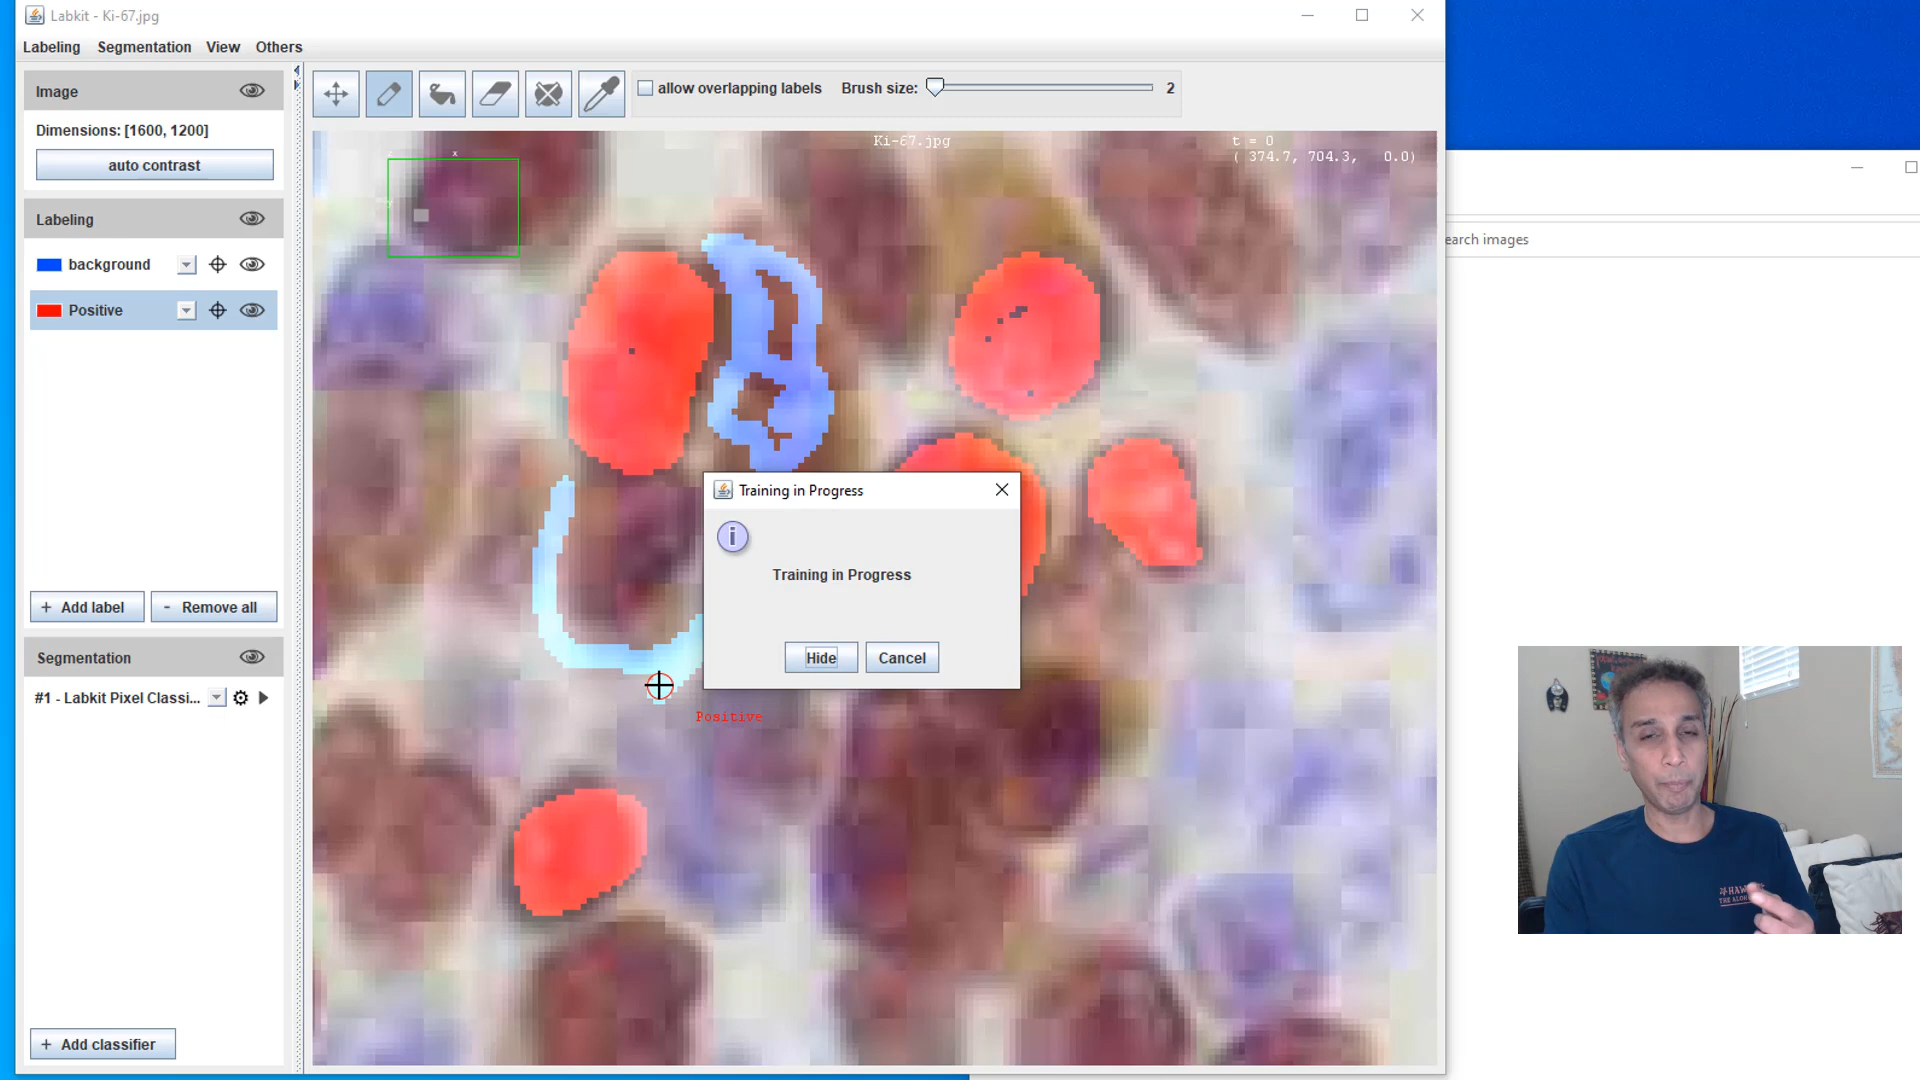 Labkit - Ki-67.jpg
Labeling Segmentation View Others
Image
Dimensions: [1600, 1200]
auto contrast
Labeling
background
Positive
+ Add label
- Remove all
Segmentation
#1 - Labkit Pixel Classi...
+ Add classifier
allow overlapping labels
Brush size:
2
Ki-67.jpg
t = 0
( 374.7, 704.3, 0.0)
x
Training in Progress
i
Training in Progress
Hide
Cancel
Positive
earch images